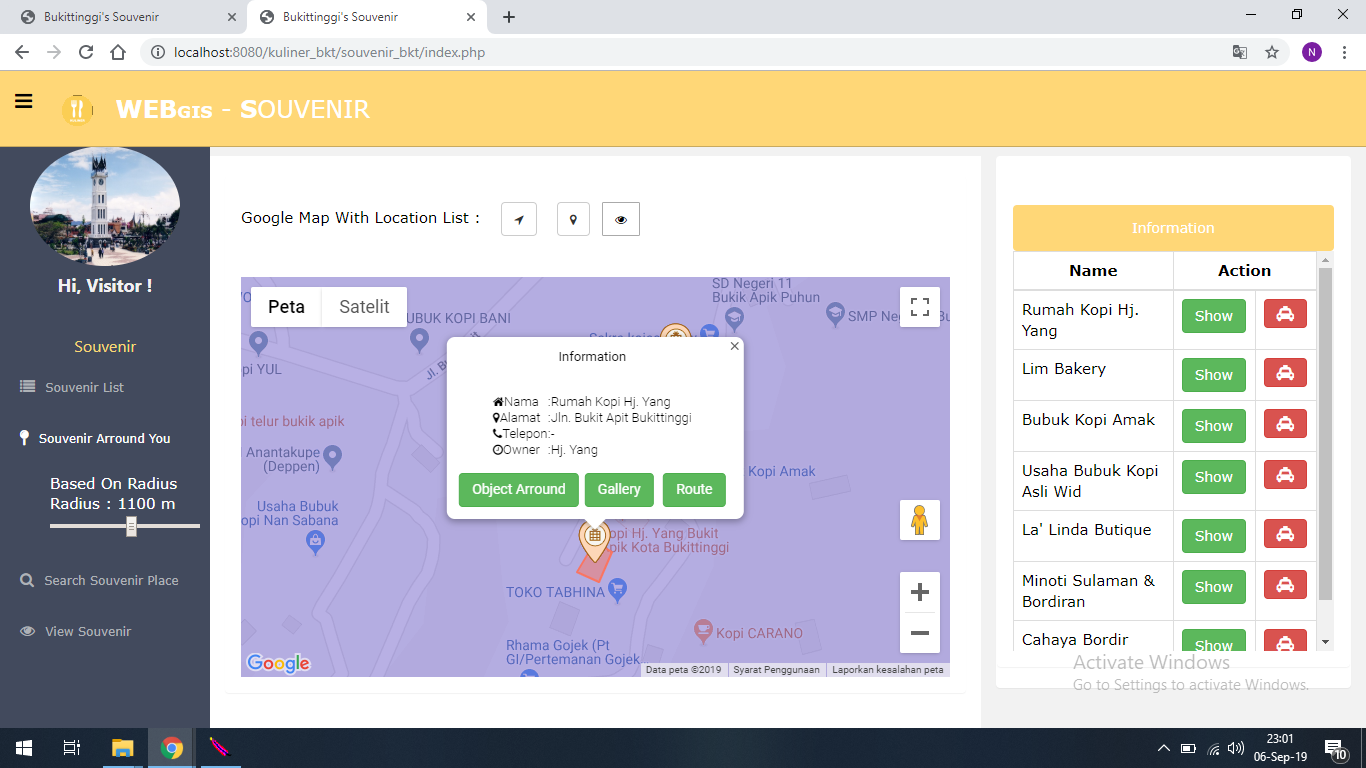 Bukittinggi's Souvenir
Bukittinggi's Souvenir
localhost:8080/kuliner_bkt/souvenir_bkt/index.php
N
WEBGIS - SOUVENIR
Hi, Visitor !
Souvenir
Souvenir List
Souvenir Arround You
Based On Radius
Radius : 1100 m
Search Souvenir Place
View Souvenir
Google Map With Location List :
Peta
Satelit
SD Negeri 11
Bukik Apik Puhun
UBUK KOPI BANI
SMP Ne
Bu
pi YUL
Jl. B
pi telur bukik apik
Anantakupe
(Deppen)
Usaha Bubuk
opi Nan Sabana
Kopi Amak
Information
Nama :Rumah Kopi Hj. Yang
Alamat :Jln. Bukit Apit Bukittinggi
Telepon:-
Owner :Hj. Yang
Object Arround
Gallery
Route
opi Hj. Yang Bukit
pik Kota Bukittinggi
TOKO TABHINA
Kopi CARANO
Rhama Gojek (Pt
GI/Pertemanan Gojek
Google
Data peta ©2019
Syarat Penggunaan
Laporkan kesalahan peta
Information
Name Action
Rumah Kopi Hj.
Yang
Show
Lim Bakery
Show
Bubuk Kopi Amak
Show
Usaha Bubuk Kopi
Asli Wid
Show
La' Linda Butique
Show
Minoti Sulaman &
Bordiran
Show
Cahaya Bordir
Show
Activate Windows
Go to Settings to activate Windows.
23:01
06-Sep-19
10